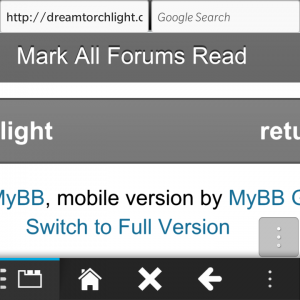 http://dreamtorchlight.c Google Search
Mark All Forums Read
light retu
MyBB, mobile version by MyBB G
Switch to Full Version